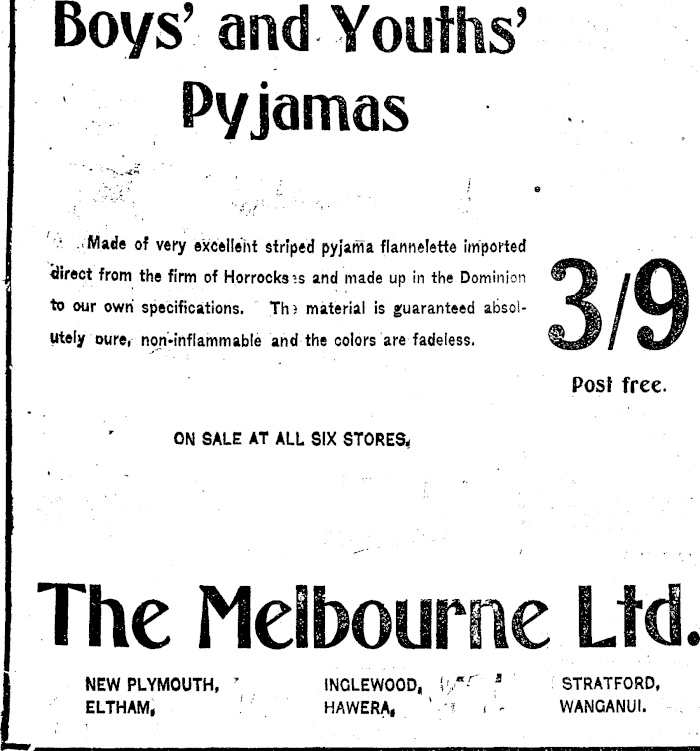 Boys' and Youths'
Pyjamas
Made of very excellent striped pyjama flannelette imported
direct from the firm of Horrockses and made up in the Dominion
to our own specifications. The material is guaranteed absol-
utely pure, non-inflammable and the colors are fadeless.
3/9
Post free.
ON SALE AT ALL SIX STORES.
The Melbourne Ltd.
NEW PLYMOUTH, INGLEWOOD, STRATFORD,
ELTHAM, HAWERA, WANGANUI.